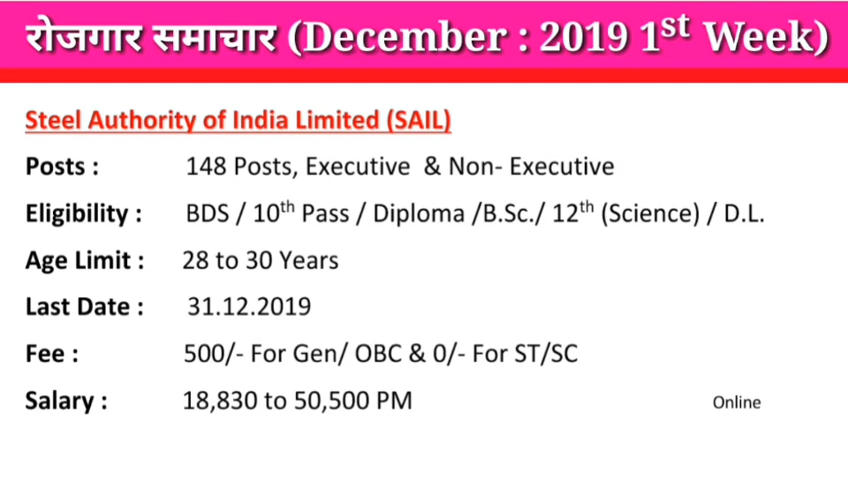 रोजगार समाचार (December : 2019 1st Week)
Steel Authority of India Limited (SAIL)
Posts : 148 Posts, Executive & Non- Executive
Eligibility : BDS / 10th Pass / Diploma /B.Sc./ 12th (Science) / D.L.
Age Limit : 28 to 30 Years
Last Date : 31.12.2019
Fee : 500/- For Gen/ OBC & 0/- For ST/SC
Salary : 18,830 to 50,500 PM Online